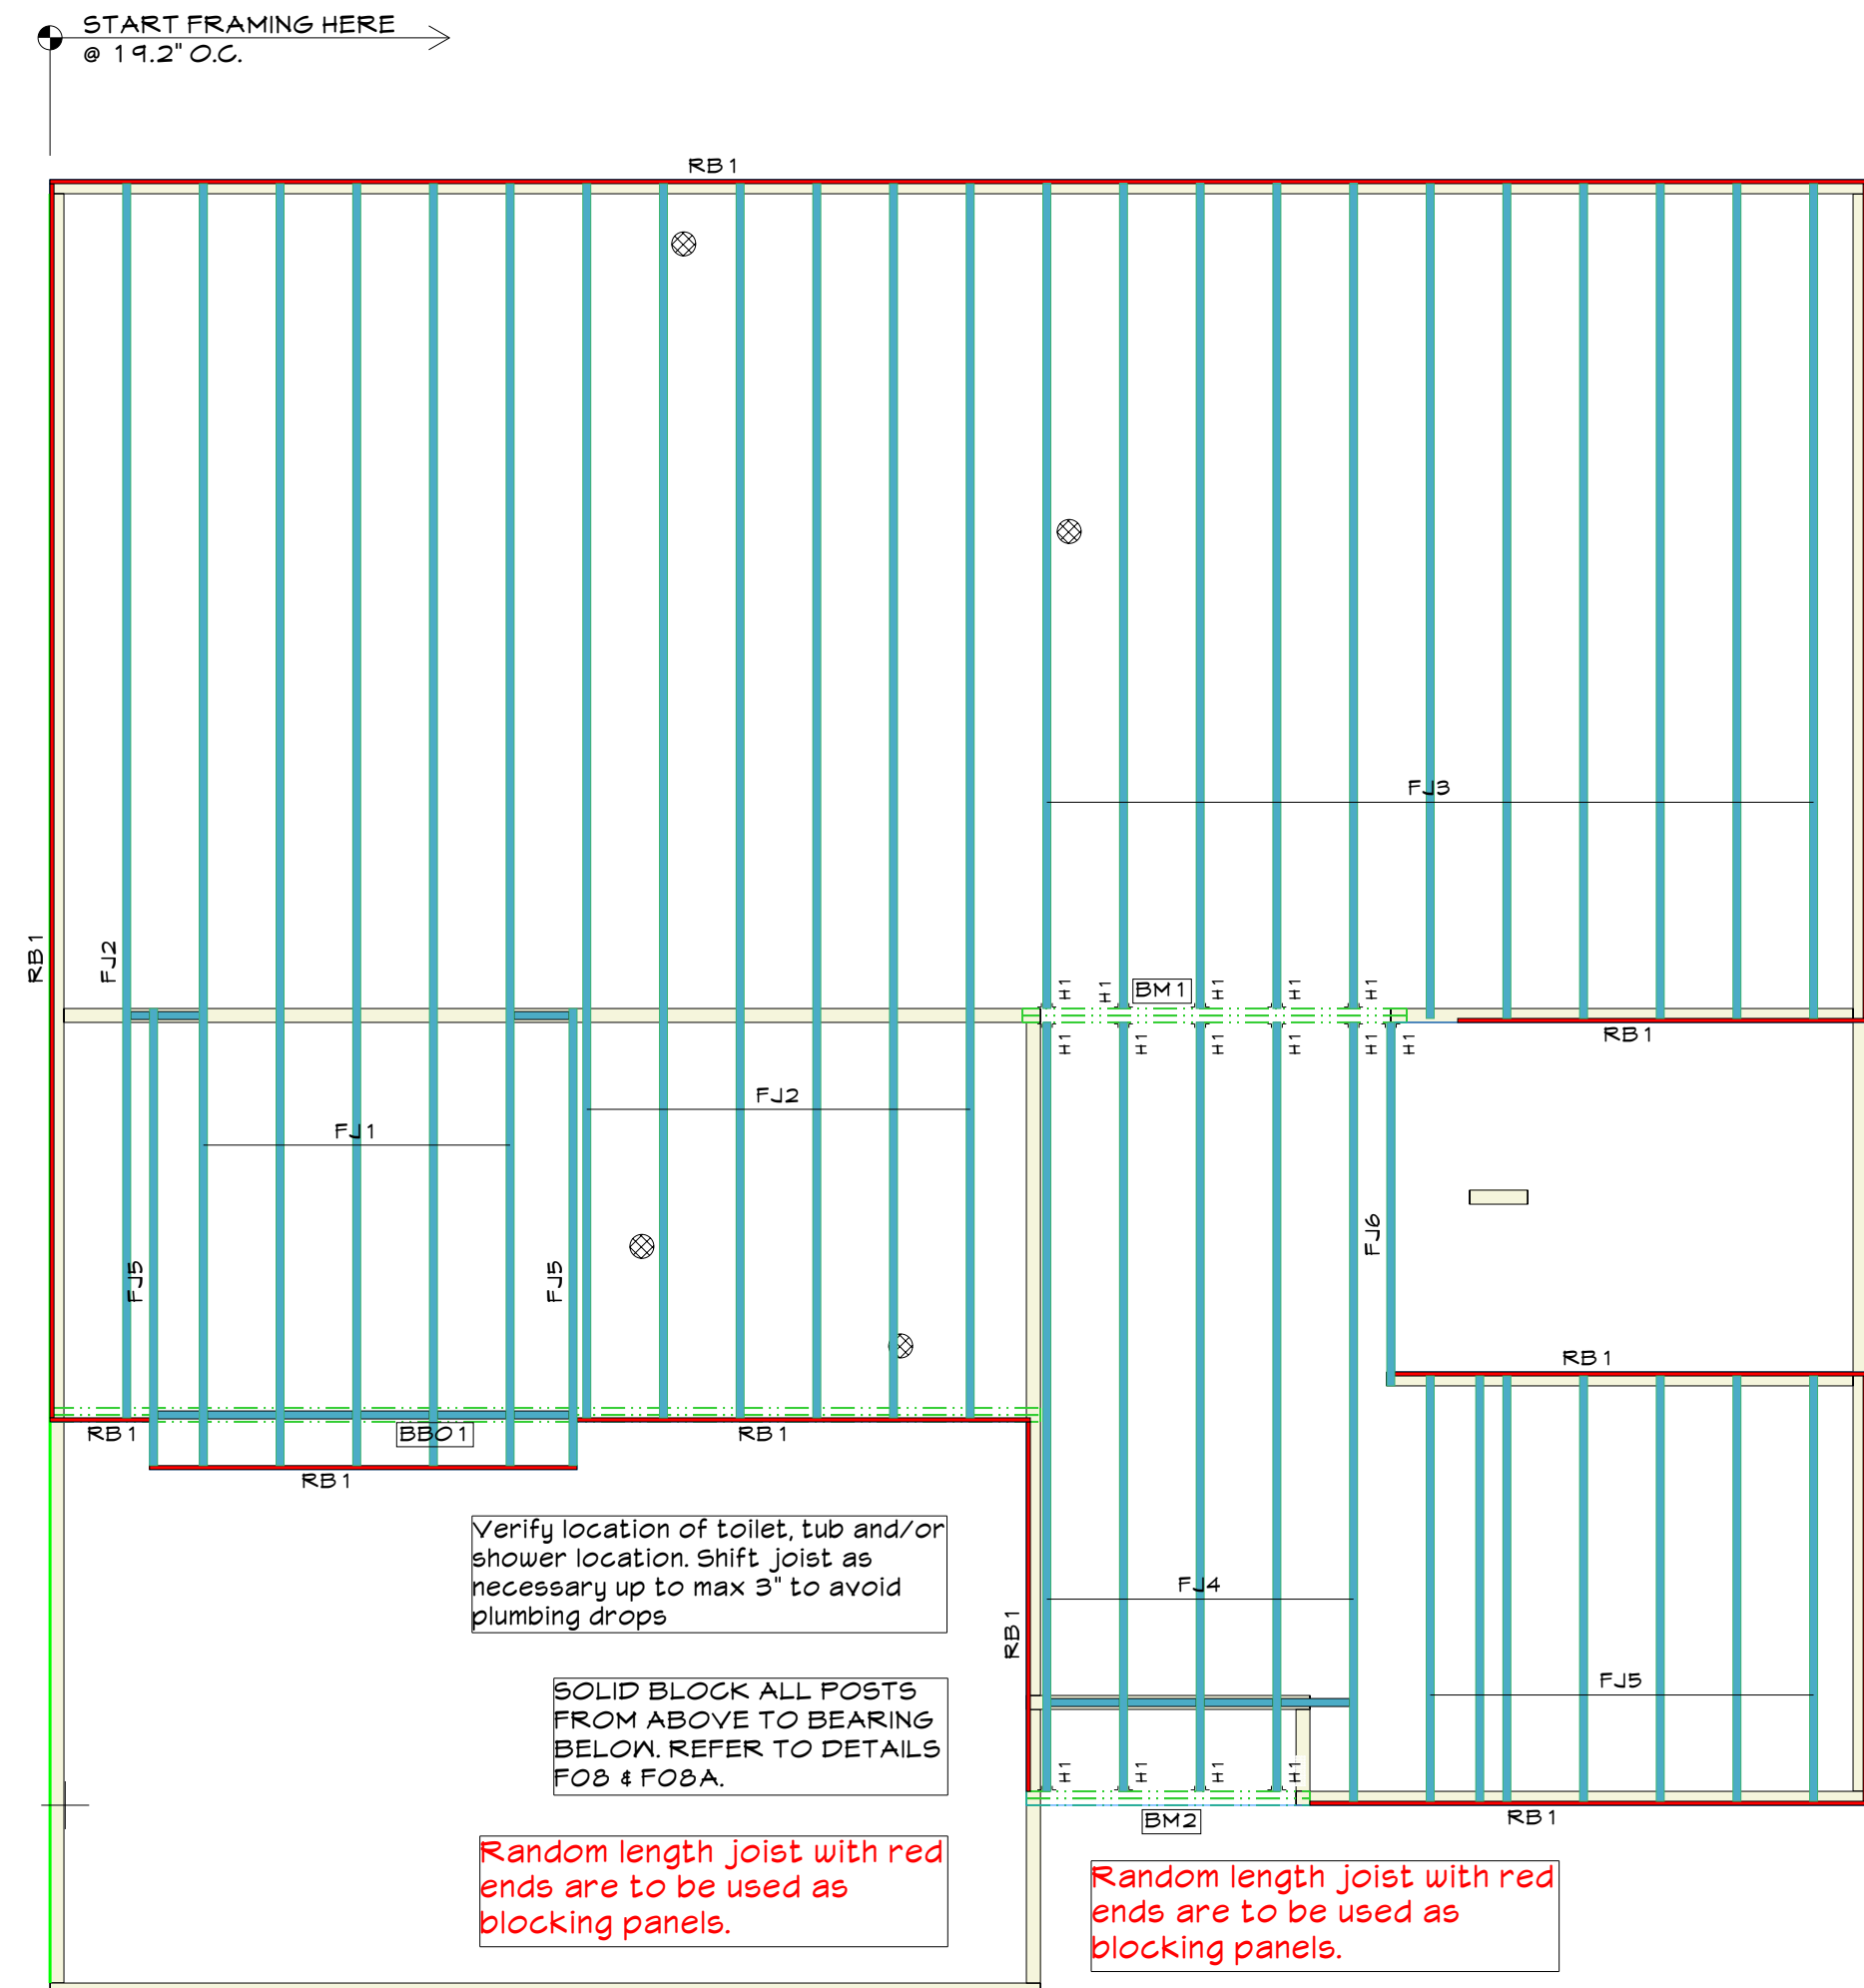 START FRAMING HERE
@ 19.2" O.C.
RB1
RB1
FJ2
FJ3
H1
H1
BM1
H1
H1
H1
RB1
H1
H1
H1
H1
H1
H1
FJ2
FJ1
FJ5
FJ5
FJ6
RB1
RB1
BBO1
RB1
RB1
Verify location of toilet, tub and/or
shower location. Shift joist as
necessary up to max 3" to avoid
plumbing drops
RB1
FJ4
FJ5
SOLID BLOCK ALL POSTS
FROM ABOVE TO BEARING
BELOW. REFER TO DETAILS
F08 & F08A.
H1
H1
H1
H1
H1
BM2
RB1
Random length joist with red
ends are to be used as
blocking panels.
Random length joist with red
ends are to be used as
blocking panels.